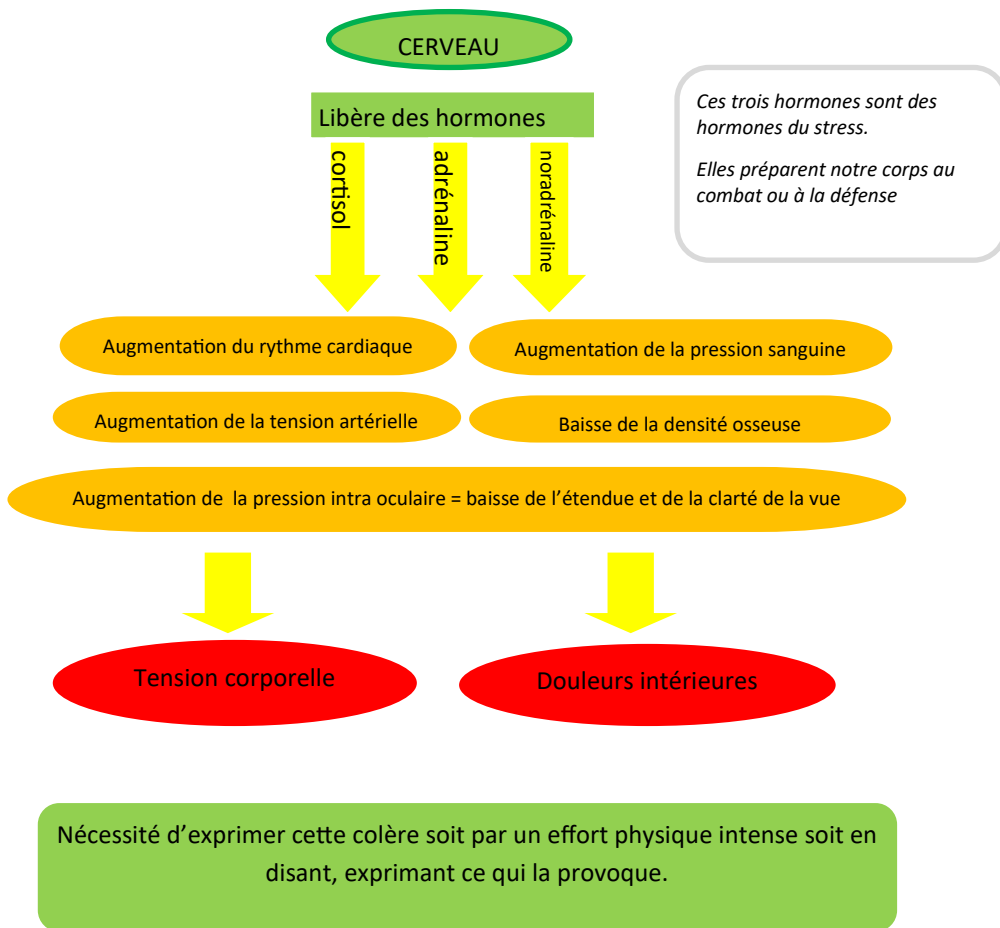 CERVEAU
Libère des hormones
Ces trois hormones sont des
hormones du stress.
Elles préparent notre corps au
combat ou à la défense
cortisol
adrénaline
noradrénaline
Augmentation du rythme cardiaque
Augmentation de la pression sanguine
Augmentation de la tension artérielle
Baisse de la densité osseuse
Augmentation de  la pression intra oculaire = baisse de l’étendue et de la clarté de la vue
Tension corporelle
Douleurs intérieures
Nécessité d’exprimer cette colère soit par un effort physique intense soit en
disant, exprimant ce qui la provoque.